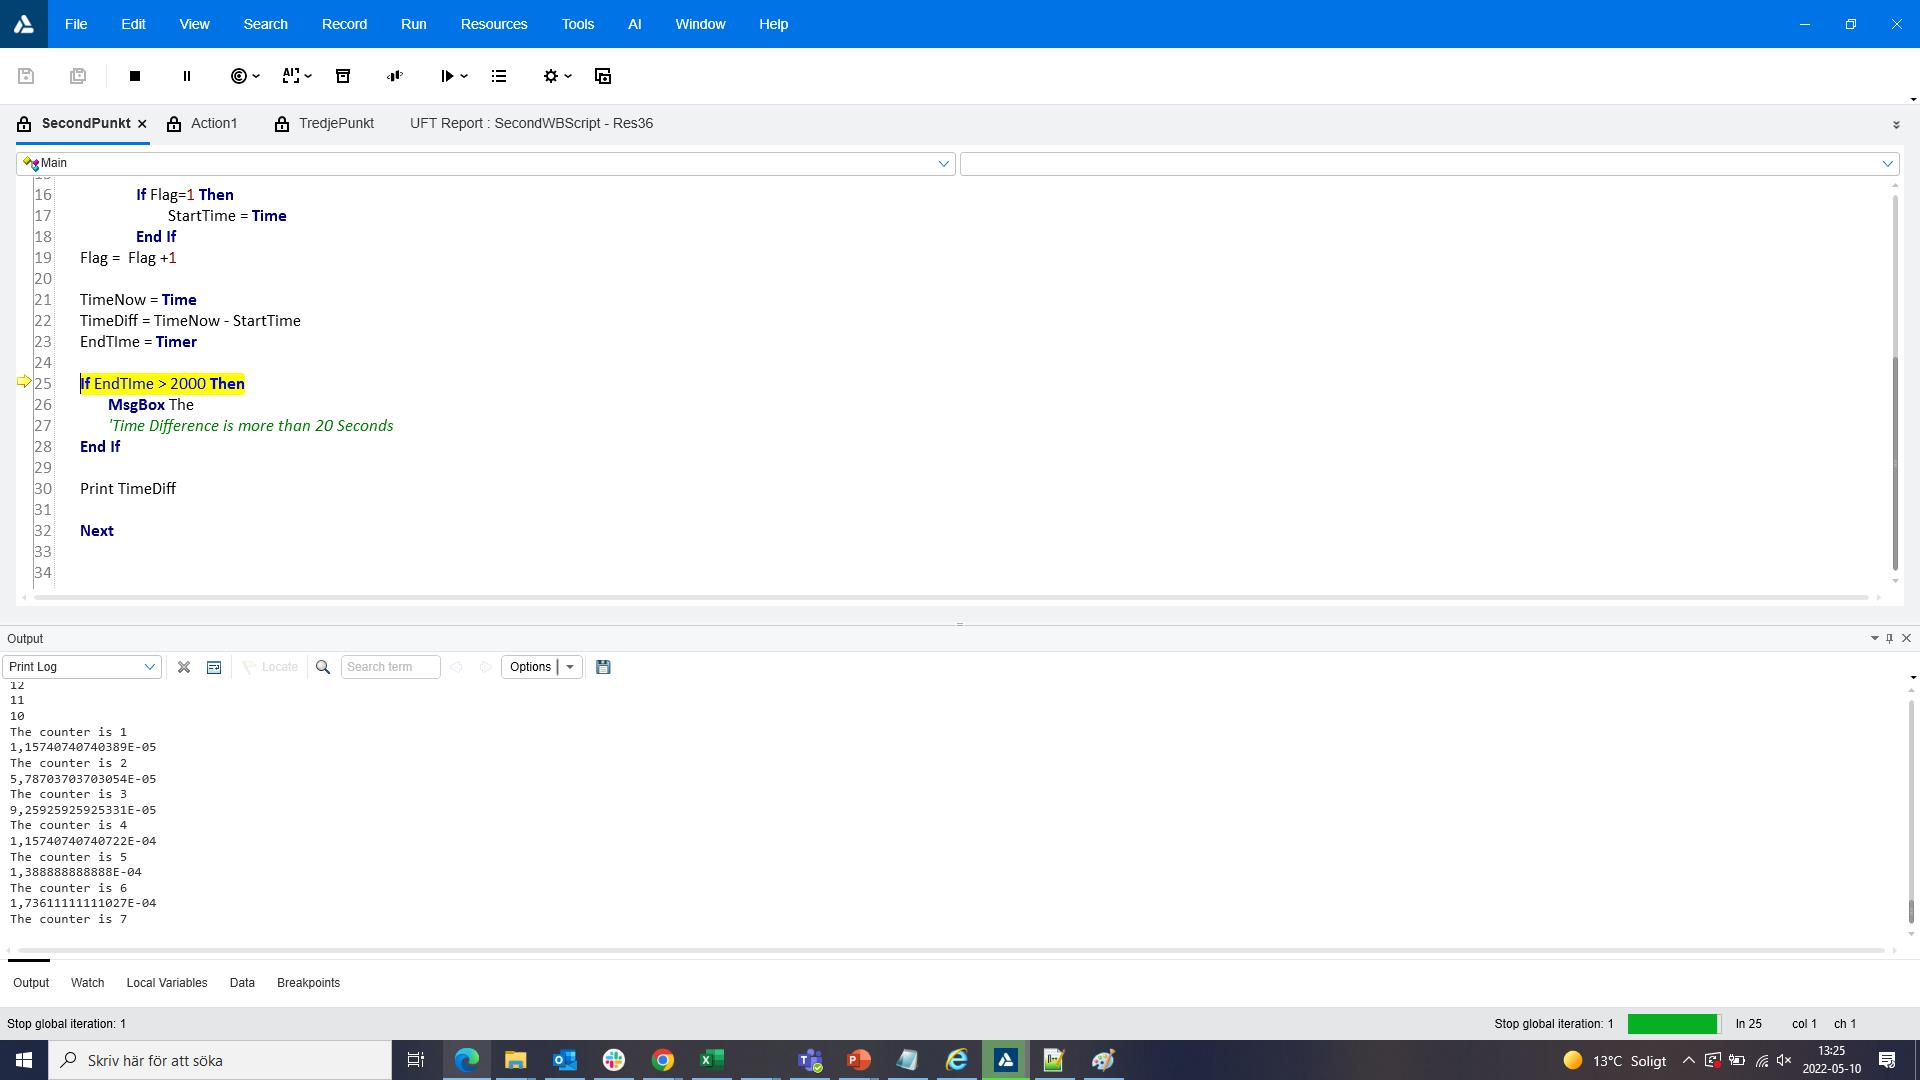 File Edit View Search Record Run Resources Tools AI Window Help
AI
SecondPunkt Action1 TredjePunkt UFT Report : SecondWBScript - Res36
Main
15
16 If Flag=1 Then
17 StartTime = Time
18 End If
19 Flag = Flag +1
20
21 TimeNow = Time
22 TimeDiff = TimeNow - StartTime
23 EndTIme = Timer
24
25 If EndTIme > 2000 Then
26 MsgBox The
27 'Time Difference is more than 20 Seconds
28 End If
29
30 Print TimeDiff
31
32 Next
33
34
Output
Print Log Locate Search term Options
12
11
10
The counter is 1
1,15740740740389E-05
The counter is 2
5,78703703703054E-05
The counter is 3
9,25925925925331E-05
The counter is 4
1,15740740740722E-04
The counter is 5
1,388888888888E-04
The counter is 6
1,73611111111027E-04
The counter is 7
Output Watch Local Variables Data Breakpoints
Stop global iteration: 1 Stop global iteration: 1 ln 25 col 1 ch 1
Skriv här för att söka 13°C Soligt 13:25
2022-05-10